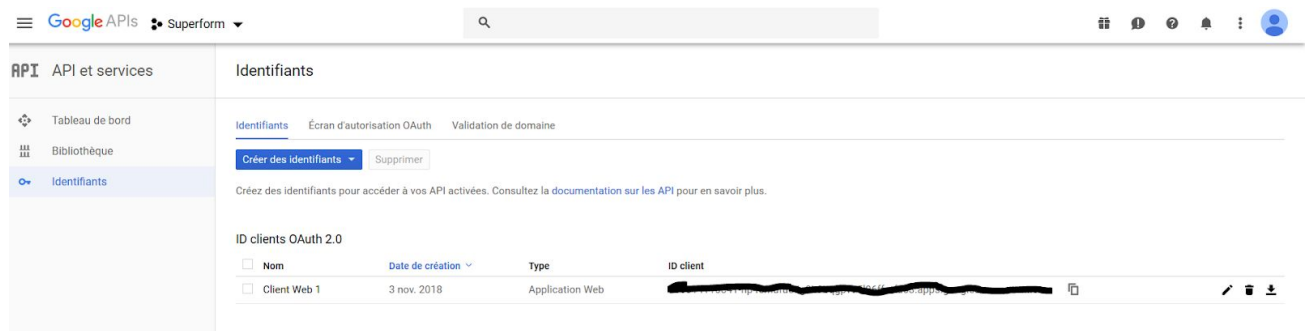 Google APIs Superform
API API et services Identifiants
Tableau de bord
Bibliothèque
Identifiants
Identifiants Écran d'autorisation OAuth Validation de domaine
Créer des identifiants Supprimer
Créez des identifiants pour accéder à vos API activées. Consultez la documentation sur les API pour en savoir plus.
ID clients OAuth 2.0
Nom Date de création Type ID client
Client Web 1 3 nov. 2018 Application Web